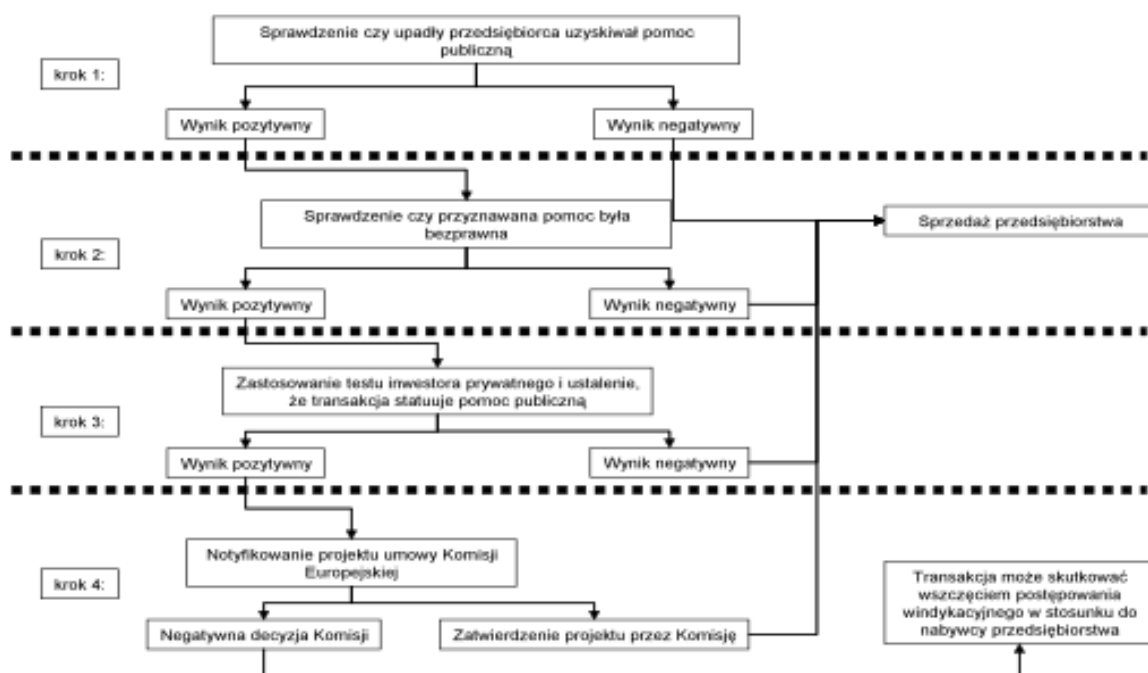 Sprawdzenie czy upadły przedsiębiorca uzyskiwał pomoc
publiczną
krok 1:
Wynik pozytywny
Wynik negatywny
Sprawdzenie czy przyznawana pomoc była
bezprawna
Sprzedaż przedsiębiorstwa
krok 2:
Wynik pozytywny
Wynik negatywny
Zastosowanie testu inwestora prywatnego i ustalenie,
że transakcja statuuje pomoc publiczną
krok 3:
Wynik pozytywny
Wynik negatywny
Notyfikowanie projektu umowy Komisji
Europejskiej
krok 4:
Transakcja może skutkować
wszczęciem postępowania
windykacyjnego w stosunku do
nabywcy przedsiębiorstwa
Negatywna decyzja Komisji
Zatwierdzenie projektu przez Komisję